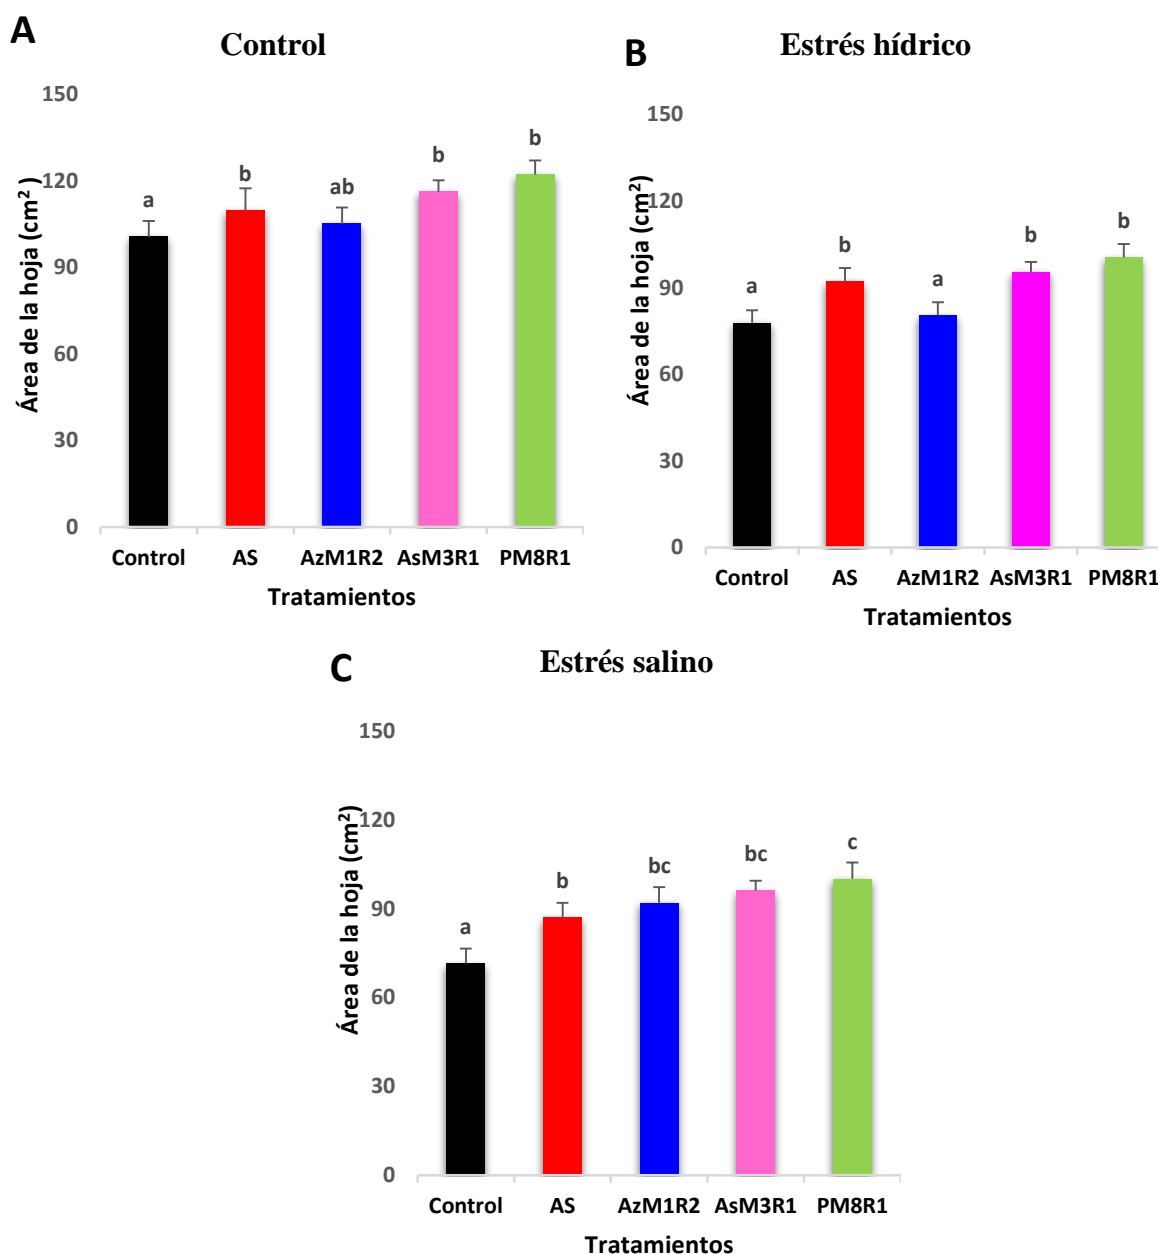 A
Control
Área de la hoja (cm²)
150
120
90
60
30
0
a
b
ab
b
b
Control AS AzM1R2 AsM3R1 PM8R1
Tratamientos
B
Estrés hídrico
Área de la hoja (cm²)
150
120
90
60
30
0
a
b
a
b
b
Control AS AzM1R2 AsM3R1 PM8R1
Tratamientos
C
Estrés salino
Área de la hoja (cm²)
150
120
90
60
30
0
a
b
bc
bc
c
Control AS AzM1R2 AsM3R1 PM8R1
Tratamientos